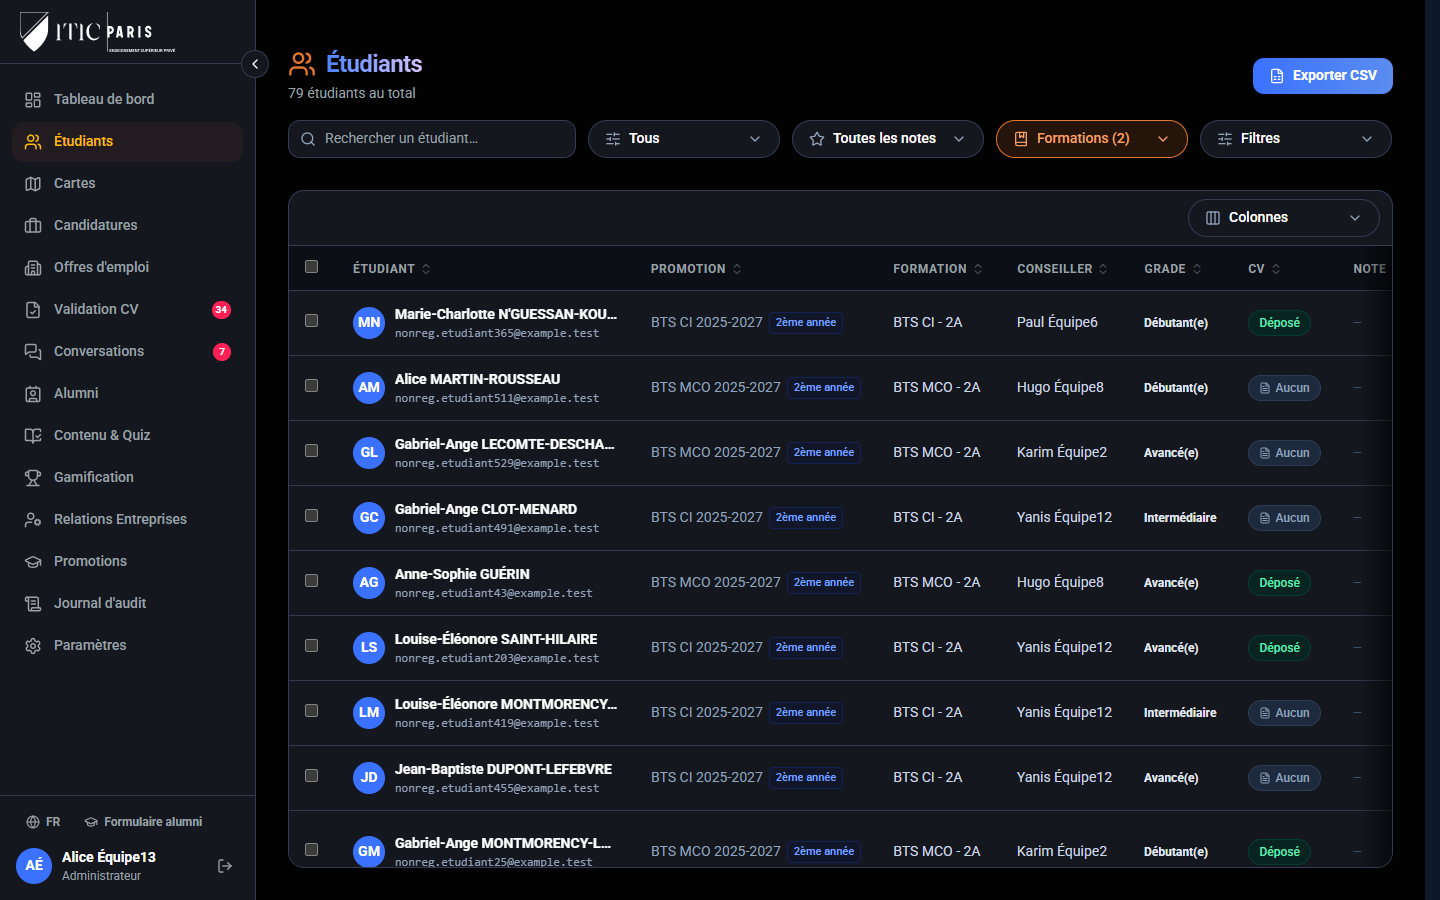 ITIC PARIS
ENSEIGNEMENT SUPÉRIEUR PRIVÉ
Tableau de bord
Étudiants
Cartes
Candidatures
Offres d'emploi
Validation CV 34
Conversations 7
Alumni
Contenu & Quiz
Gamification
Relations Entreprises
Promotions
Journal d'audit
Paramètres
FR Formulaire alumni
AÉ Alice Équipe13
Administrateur
Étudiants
79 étudiants au total
Exporter CSV
Rechercher un étudiant... Tous Toutes les notes Formations (2) Filtres
Colonnes
ÉTUDIANT PROMOTION FORMATION CONSEILLER GRADE CV NOTE
MN Marie-Charlotte N'GUESSAN-KOU... BTS CI 2025-2027 2ème année BTS CI - 2A Paul Équipe6 Débutant(e) Déposé –
nonreg.etudiant365@example.test
AM Alice MARTIN-ROUSSEAU BTS MCO 2025-2027 2ème année BTS MCO - 2A Hugo Équipe8 Débutant(e) Aucun –
nonreg.etudiant511@example.test
GL Gabriel-Ange LECOMTE-DESCHA... BTS MCO 2025-2027 2ème année BTS MCO - 2A Karim Équipe2 Avancé(e) Aucun –
nonreg.etudiant529@example.test
GC Gabriel-Ange CLOT-MENARD BTS CI 2025-2027 2ème année BTS CI - 2A Yanis Équipe12 Intermédiaire Aucun –
nonreg.etudiant491@example.test
AG Anne-Sophie GUÉRIN BTS MCO 2025-2027 2ème année BTS MCO - 2A Hugo Équipe8 Avancé(e) Déposé –
nonreg.etudiant43@example.test
LS Louise-Éléonore SAINT-HILAIRE BTS CI 2025-2027 2ème année BTS CI - 2A Yanis Équipe12 Avancé(e) Déposé –
nonreg.etudiant203@example.test
LM Louise-Éléonore MONTMORENCY... BTS CI 2025-2027 2ème année BTS CI - 2A Yanis Équipe12 Intermédiaire Aucun –
nonreg.etudiant419@example.test
JD Jean-Baptiste DUPONT-LEFEBVRE BTS CI 2025-2027 2ème année BTS CI - 2A Yanis Équipe12 Avancé(e) Aucun –
nonreg.etudiant455@example.test
GM Gabriel-Ange MONTMORENCY-L... BTS MCO 2025-2027 2ème année BTS MCO - 2A Karim Équipe2 Débutant(e) Déposé –
nonreg.etudiant25@example.test